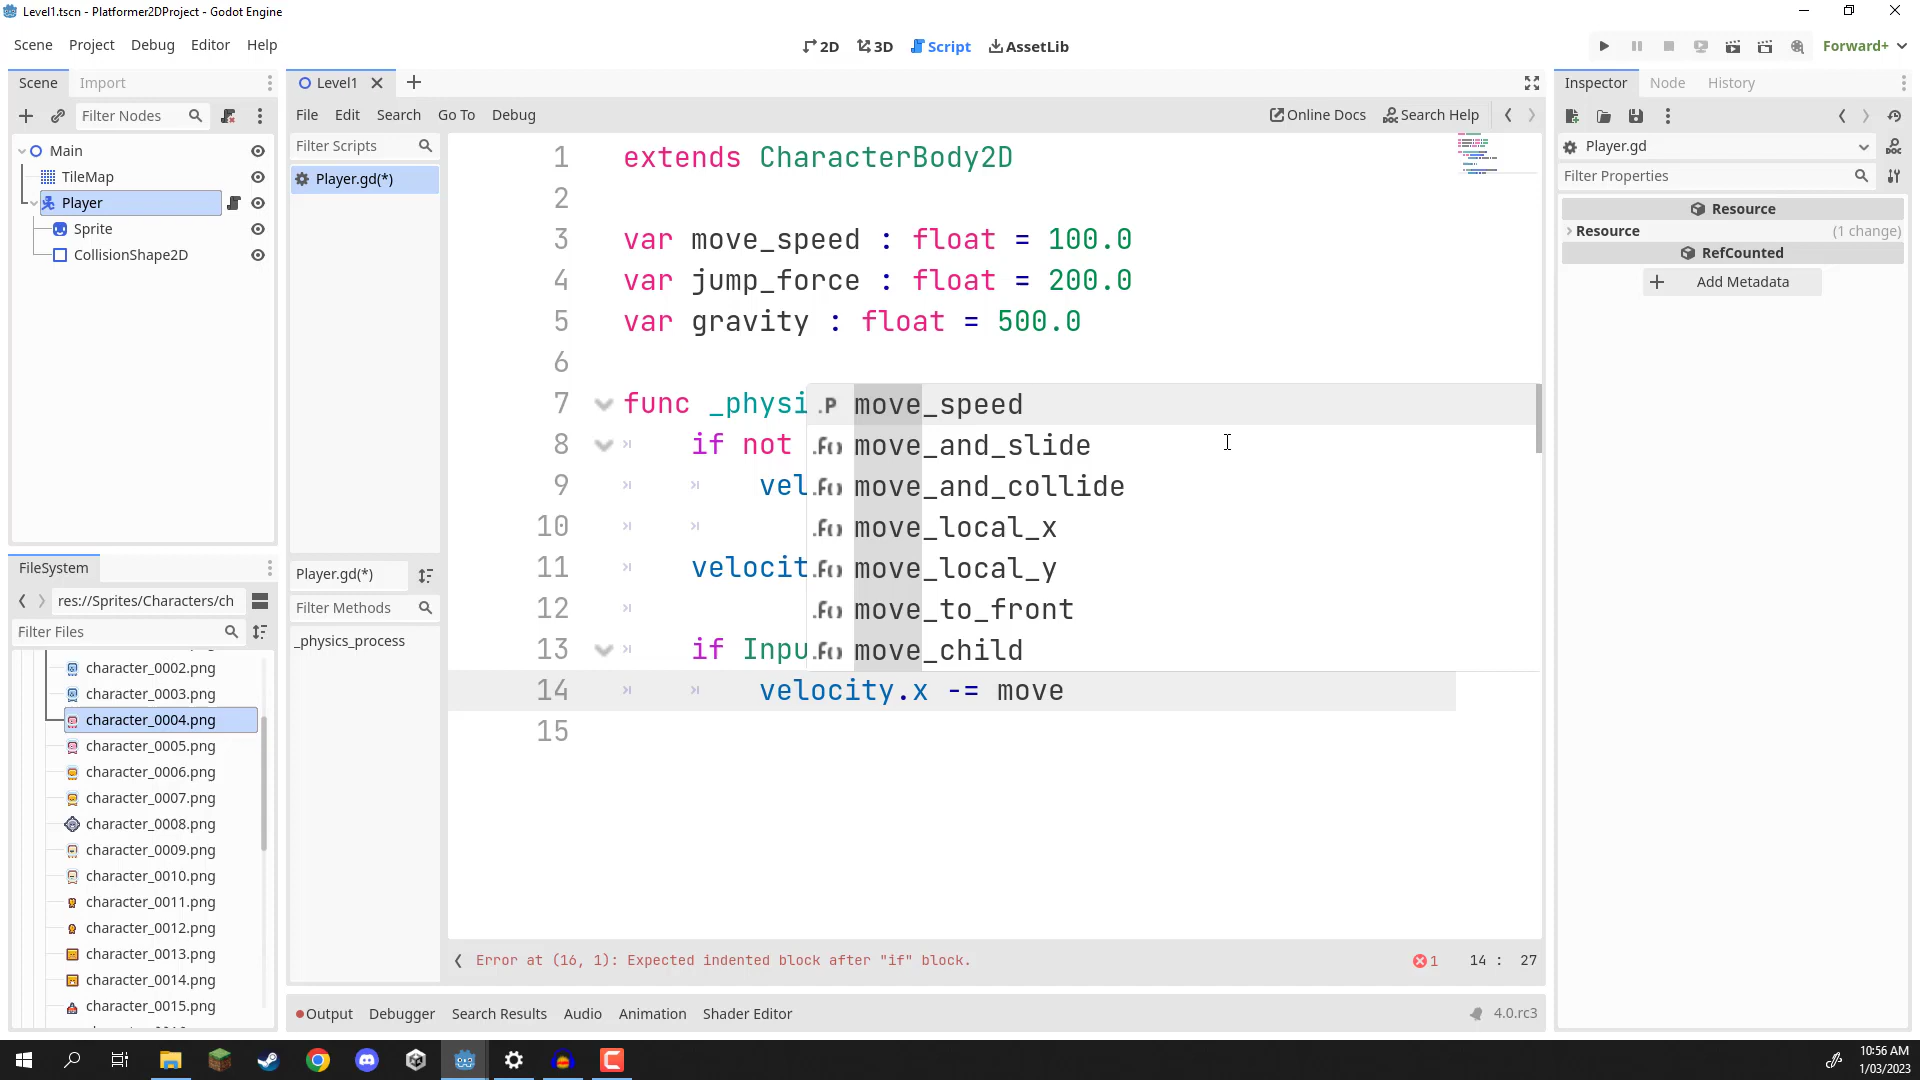 Level1.tscn - Platformer2DProject - Godot Engine
Scene Project Debug Editor Help
2D 3D Script AssetLib
Forward+
Scene Import
Filter Nodes
Main
TileMap
Player
Sprite
CollisionShape2D
FileSystem
res://Sprites/Characters/ch
Filter Files
character_0002.png
character_0003.png
character_0004.png
character_0005.png
character_0006.png
character_0007.png
character_0008.png
character_0009.png
character_0010.png
character_0011.png
character_0012.png
character_0013.png
character_0014.png
character_0015.png
Level1
File Edit Search Go To Debug
Online Docs Search Help
Filter Scripts
Player.gd(*)
Player.gd(*)
Filter Methods
_physics_process
1 extends CharacterBody2D
2
3 var move_speed : float = 100.0
4 var jump_force : float = 200.0
5 var gravity : float = 500.0
6
7 func _physi
8 if not
9 vel
10
11 velocit
12
13 if Inpu
14 velocity.x -= move
15
move_speed
move_and_slide
move_and_collide
move_local_x
move_local_y
move_to_front
move_child
Error at (16, 1): Expected indented block after "if" block.
1 14 : 27
Output Debugger Search Results Audio Animation Shader Editor
4.0.rc3
Inspector Node History
Player.gd
Filter Properties
Resource
Resource (1 change)
RefCounted
Add Metadata
10:56 AM
1/03/2023